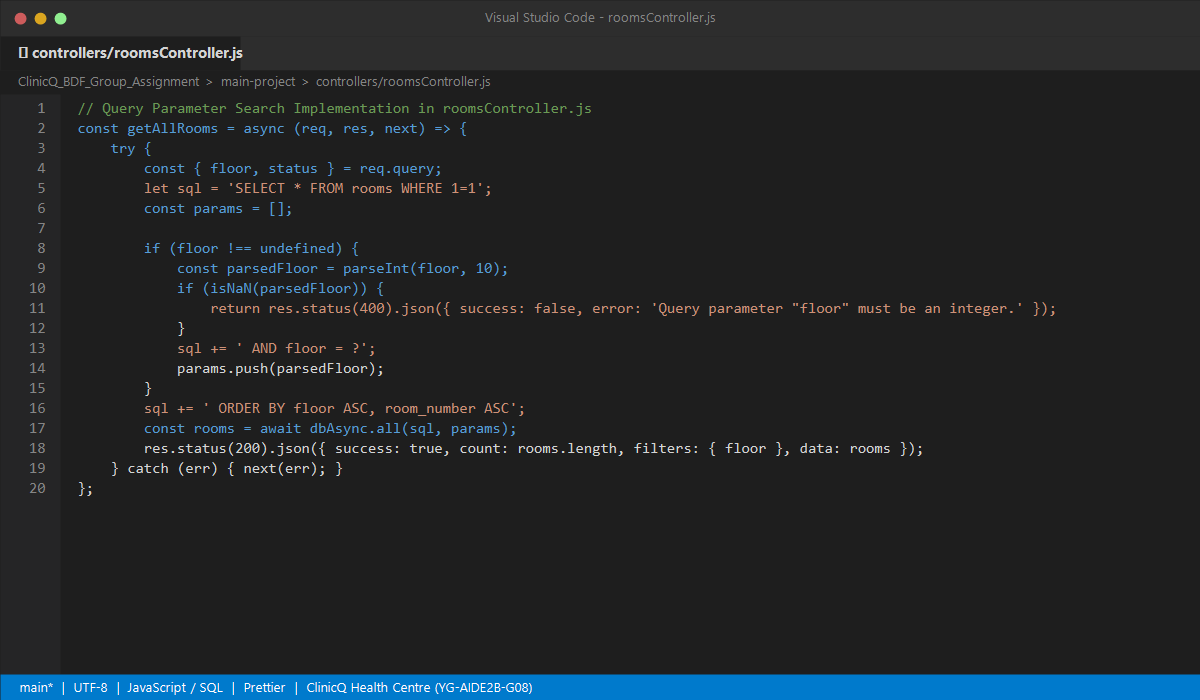 Visual Studio Code - roomsController.js
controllers/roomsController.js
ClinicQ_BDF_Group_Assignment > main-project > controllers/roomsController.js
1 // Query Parameter Search Implementation in roomsController.js
2 const getAllRooms = async (req, res, next) => {
3     try {
4         const { floor, status } = req.query;
5         let sql = 'SELECT * FROM rooms WHERE 1=1';
6         const params = [];
7
8         if (floor !== undefined) {
9             const parsedFloor = parseInt(floor, 10);
10             if (isNaN(parsedFloor)) {
11                 return res.status(400).json({ success: false, error: 'Query parameter "floor" must be an integer.' });
12             }
13             sql += ' AND floor = ?';
14             params.push(parsedFloor);
15         }
16         sql += ' ORDER BY floor ASC, room_number ASC';
17         const rooms = await dbAsync.all(sql, params);
18         res.status(200).json({ success: true, count: rooms.length, filters: { floor }, data: rooms });
19     } catch (err) { next(err); }
20 };
main* | UTF-8 | JavaScript / SQL | Prettier | ClinicQ Health Centre (YG-AIDE2B-G08)